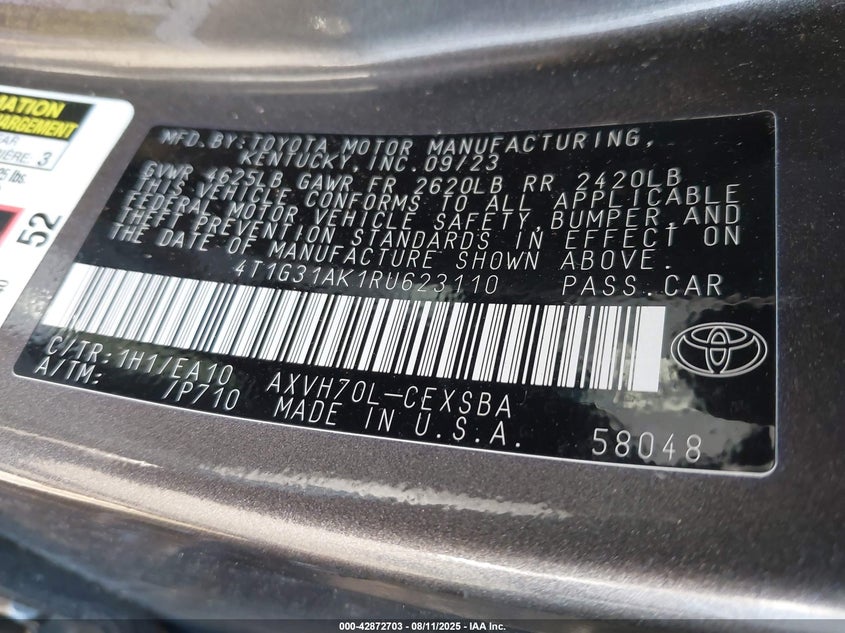 MATION
CHARGEMENT
3
52
MFD.BY:TOYOTA MOTOR MANUFACTURING,
KENTUCKY,INC.09/23
GVWR 4625LB GAWR FR 2620LB RR 2420LB
THIS VEHICLE CONFORMS TO ALL APPLICABLE
FEDERAL MOTOR VEHICLE SAFETY,BUMPER,AND
THEFT PREVENTION STANDARDS IN EFFECT ON
THE DATE OF MANUFACTURE SHOWN ABOVE.
4T1G31AK1RU623110 PASS.CAR
C/TR:1H1/EA10 AXVH70L-CEXSBA
A/TM: /P710 MADE IN U.S.A. 58048
000-42872703 - 08/11/2025 - IAA Inc.